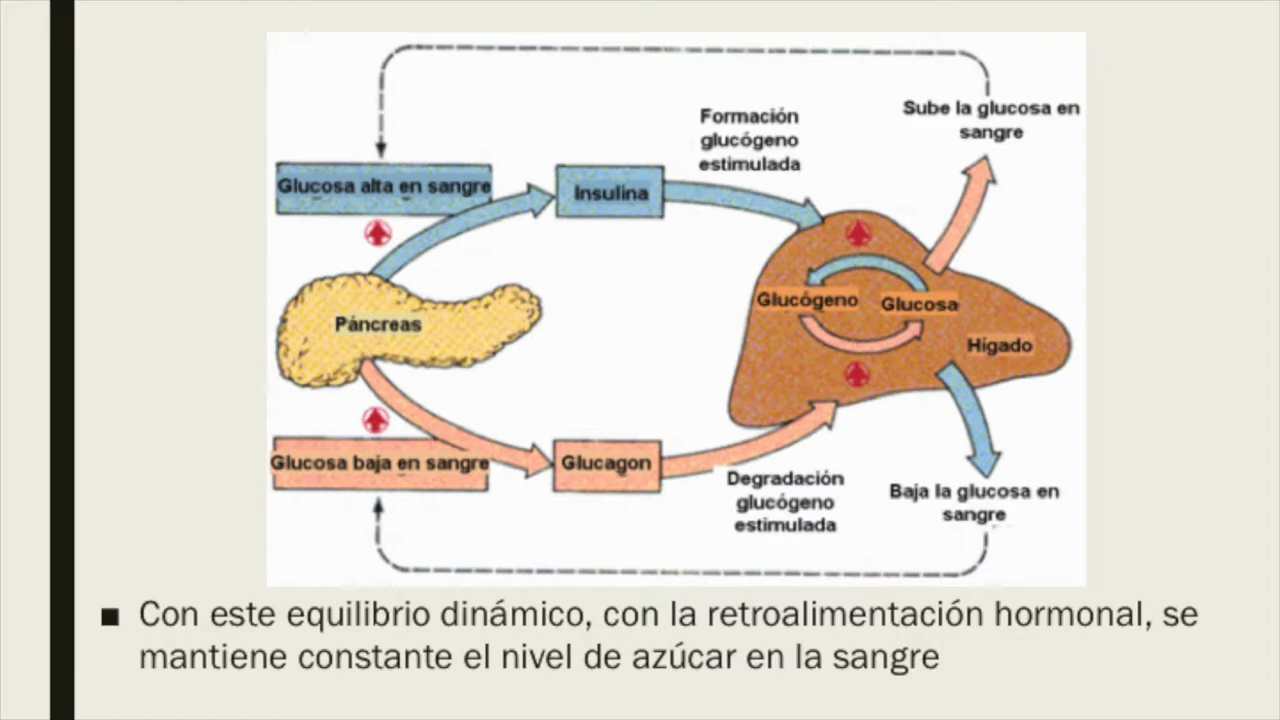 Sube la glucosa en
sangre
Formación
glucógeno
estimulada
Glucosa alta en sangre
Insulina
Glucógeno
Glucosa
Hígado
Páncreas
Glucosa baja en sangre
Glucagon
Degradación
glucógeno
estimulada
Baja la glucosa en
sangre
■ Con este equilibrio dinámico, con la retroalimentación hormonal, se
mantiene constante el nivel de azúcar en la sangre